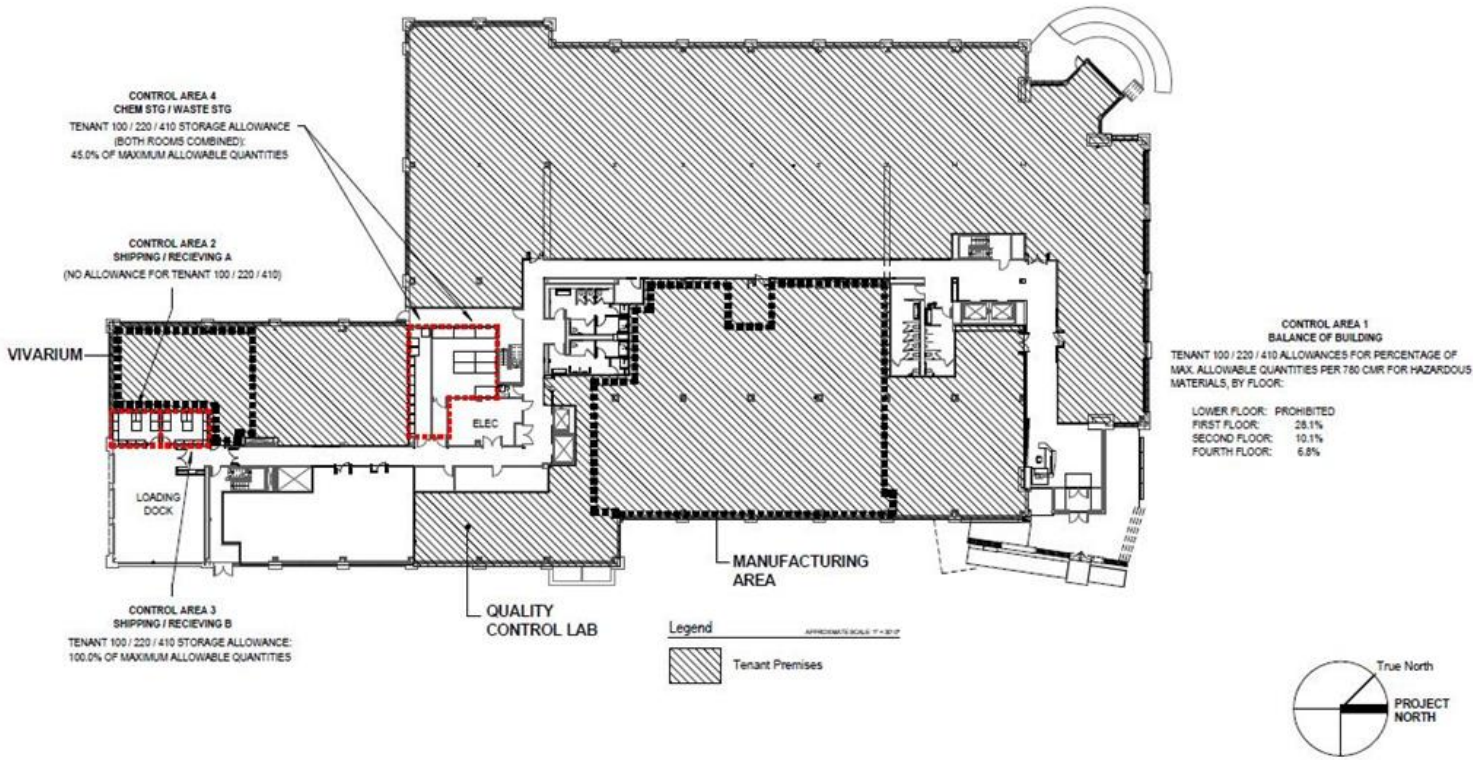 CONTROL AREA 4
CHEM STG / WASTE STG
TENANT 100 / 220 / 410 STORAGE ALLOWANCE
(BOTH ROOMS COMBINED):
45.0% OF MAXIMUM ALLOWABLE QUANTITIES
CONTROL AREA 2
SHIPPING / RECIEVING A
(NO ALLOWANCE FOR TENANT 100 / 220 / 410)
VIVARIUM
ELEC
LOADING
DOCK
CONTROL AREA 1
BALANCE OF BUILDING
TENANT 100 / 220 / 410 ALLOWANCES FOR PERCENTAGE OF
MAX. ALLOWABLE QUANTITIES PER 780 CMR FOR HAZARDOUS
MATERIALS, BY FLOOR:
LOWER FLOOR: PROHIBITED
FIRST FLOOR: 28.1%
SECOND FLOOR: 10.1%
FOURTH FLOOR: 6.8%
MANUFACTURING
AREA
QUALITY
CONTROL LAB
CONTROL AREA 3
SHIPPING / RECIEVING B
TENANT 100 / 220 / 410 STORAGE ALLOWANCE:
100.0% OF MAXIMUM ALLOWABLE QUANTITIES
Legend
APPROXIMATE SCALE
Tenant Premises
True North
PROJECT
NORTH